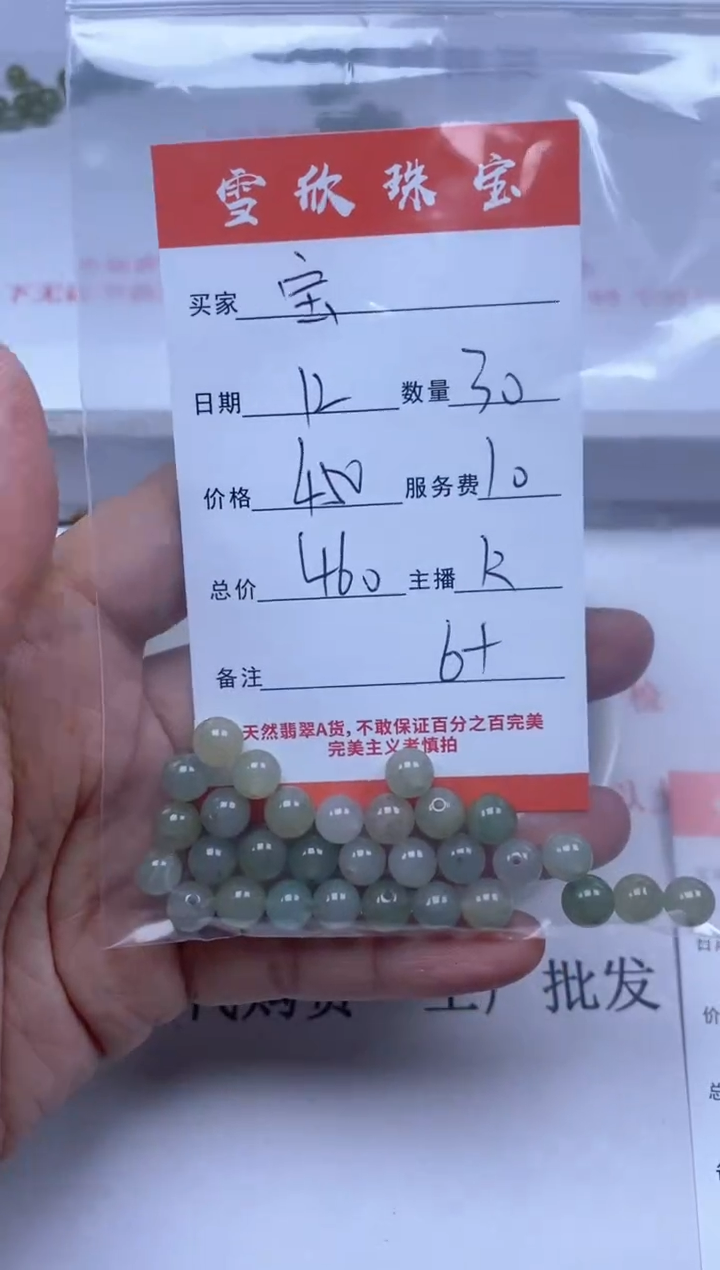 雪欣珠宝
买家 宝
日期 12 数量 30
价格 450 服务费 10
总价 460 主播 k
备注 6+
天然翡翠A货,不敢保证百分之百完美
完美主义者慎拍
工厂批发